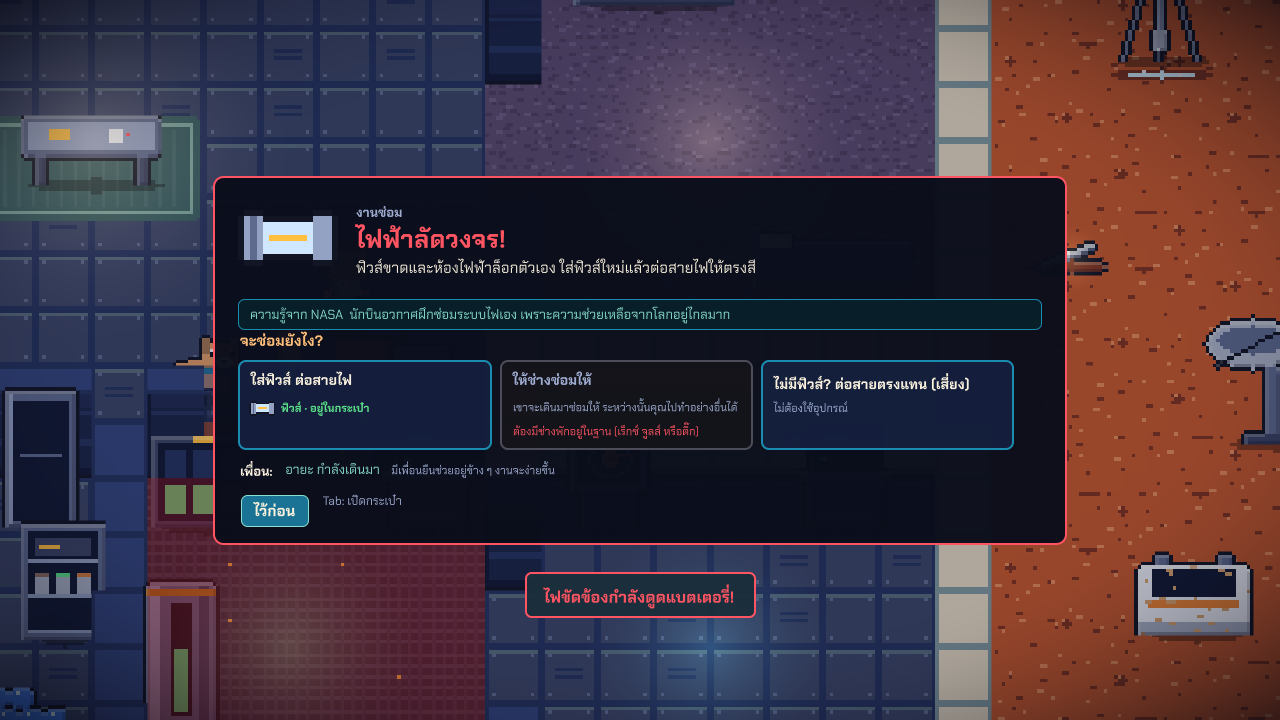 งานซ่อม
ไฟฟ้าลัดวงจร!
ฟิวส์ขาดและห้องไฟฟ้าล็อกตัวเอง ใส่ฟิวส์ใหม่แล้วต่อสายไฟให้ตรงสี
ความรู้จาก NASA นักบินอวกาศฝึกซ่อมระบบไฟเอง เพราะความช่วยเหลือจากโลกอยู่ไกลมาก
จะซ่อมยังไง?
ใส่ฟิวส์ ต่อสายไฟ
ฟิวส์ · อยู่ในกระเป๋า
ให้ช่างซ่อมให้
เขาจะเดินมาซ่อมให้ ระหว่างนั้นคุณไปทำอย่างอื่นได้
ต้องมีช่างพักอยู่ในฐาน (เร็กซ์ จูลส์ หรือติ๊ก)
ไม่มีฟิวส์? ต่อสายตรงแทน (เสี่ยง)
ไม่ต้องใช้อุปกรณ์
เพื่อน: อายะ กำลังเดินมา มีเพื่อนยืนช่วยอยู่ข้าง ๆ งานจะง่ายขึ้น
ไว้ก่อน
Tab: เปิดกระเป๋า
ไฟขัดข้องกำลังดูดแบตเตอรี่!